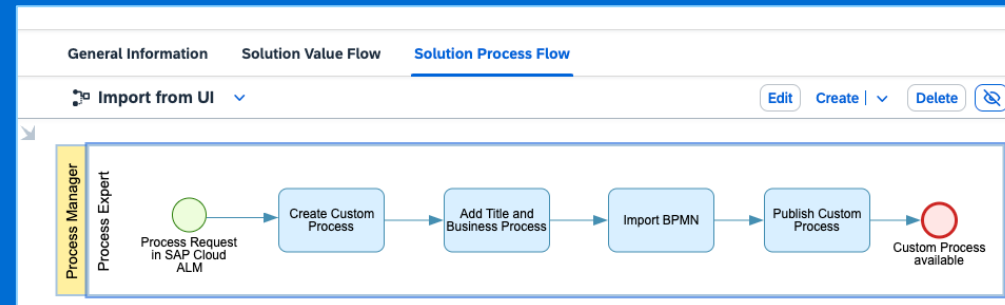 General Information
Solution Value Flow
Solution Process Flow
Import from UI
Edit
Create
Delete
Process Manager
Process Expert
Process Request
in SAP Cloud
ALM
Create Custom
Process
Add Title and
Business Process
Import BPMN
Publish Custom
Process
Custom Process
available